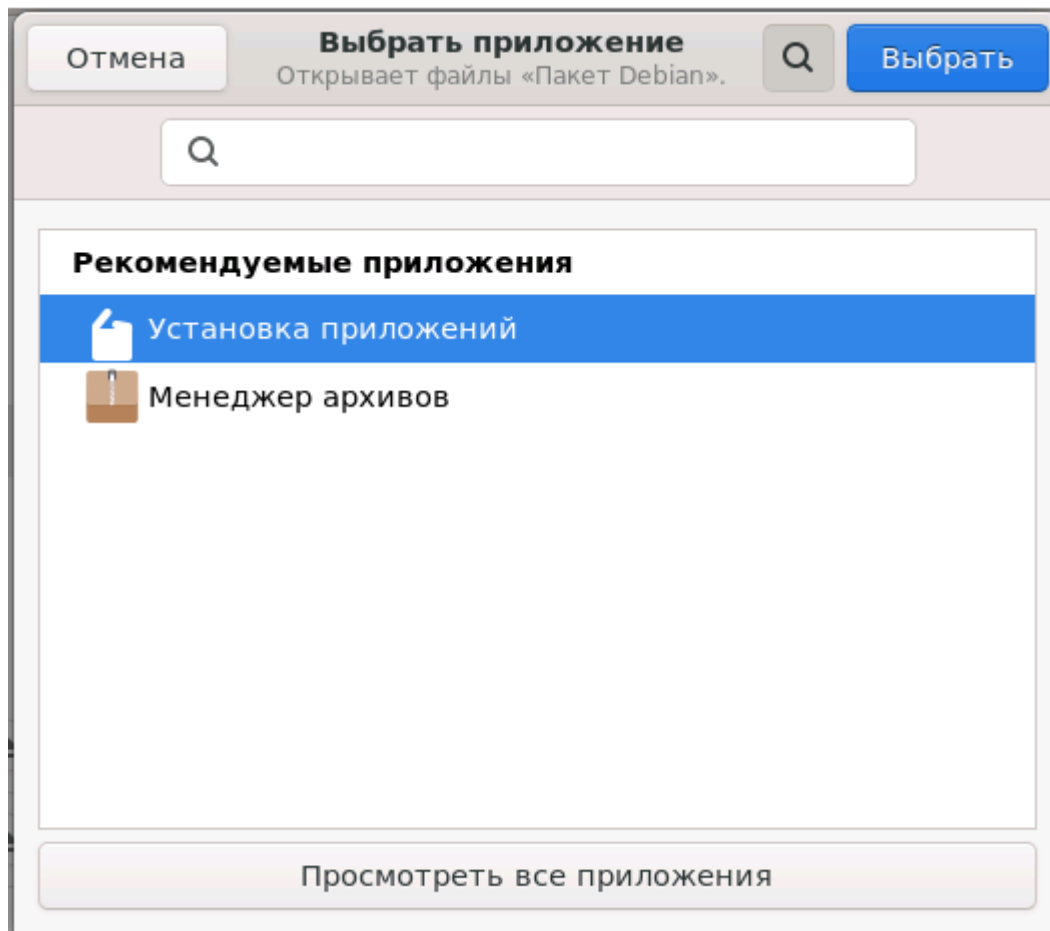 Отмена
Выбрать приложение
Открывает файлы «Пакет Debian».
Выбрать
Рекомендуемые приложения
Установка приложений
Менеджер архивов
Просмотреть все приложения